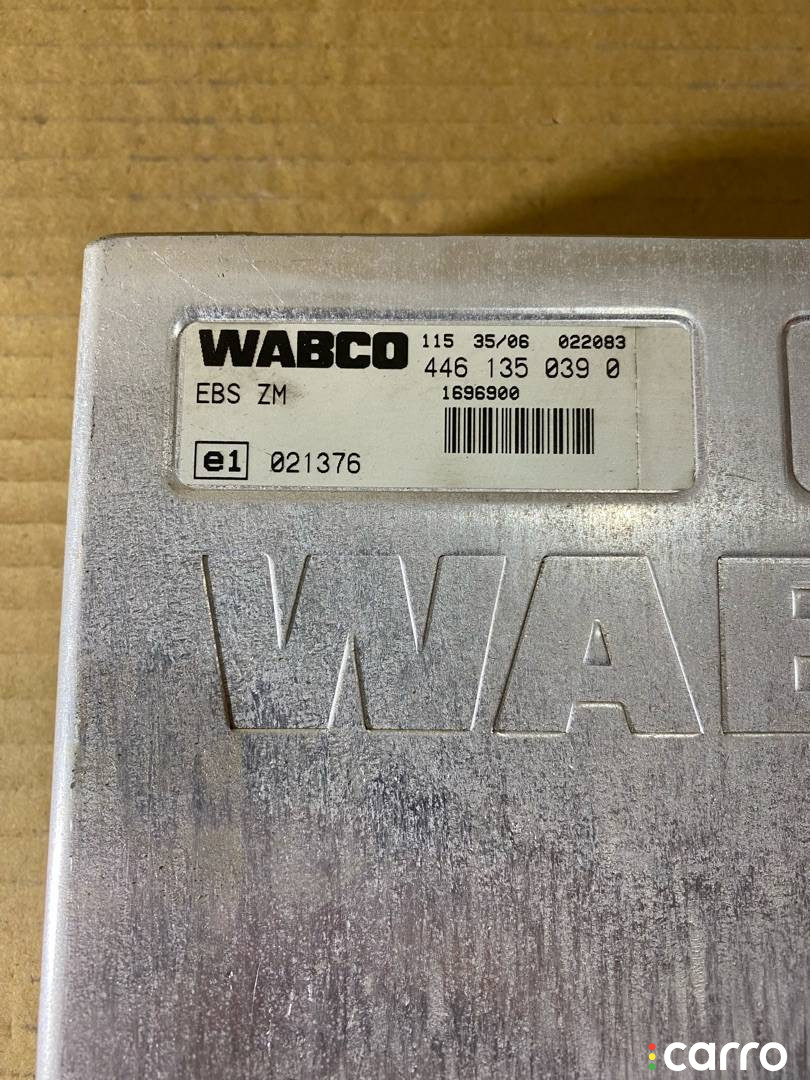 WABCO 115 35/06 022083
446 135 039 0
EBS ZM 1696900
e1 021376
WAB
carro